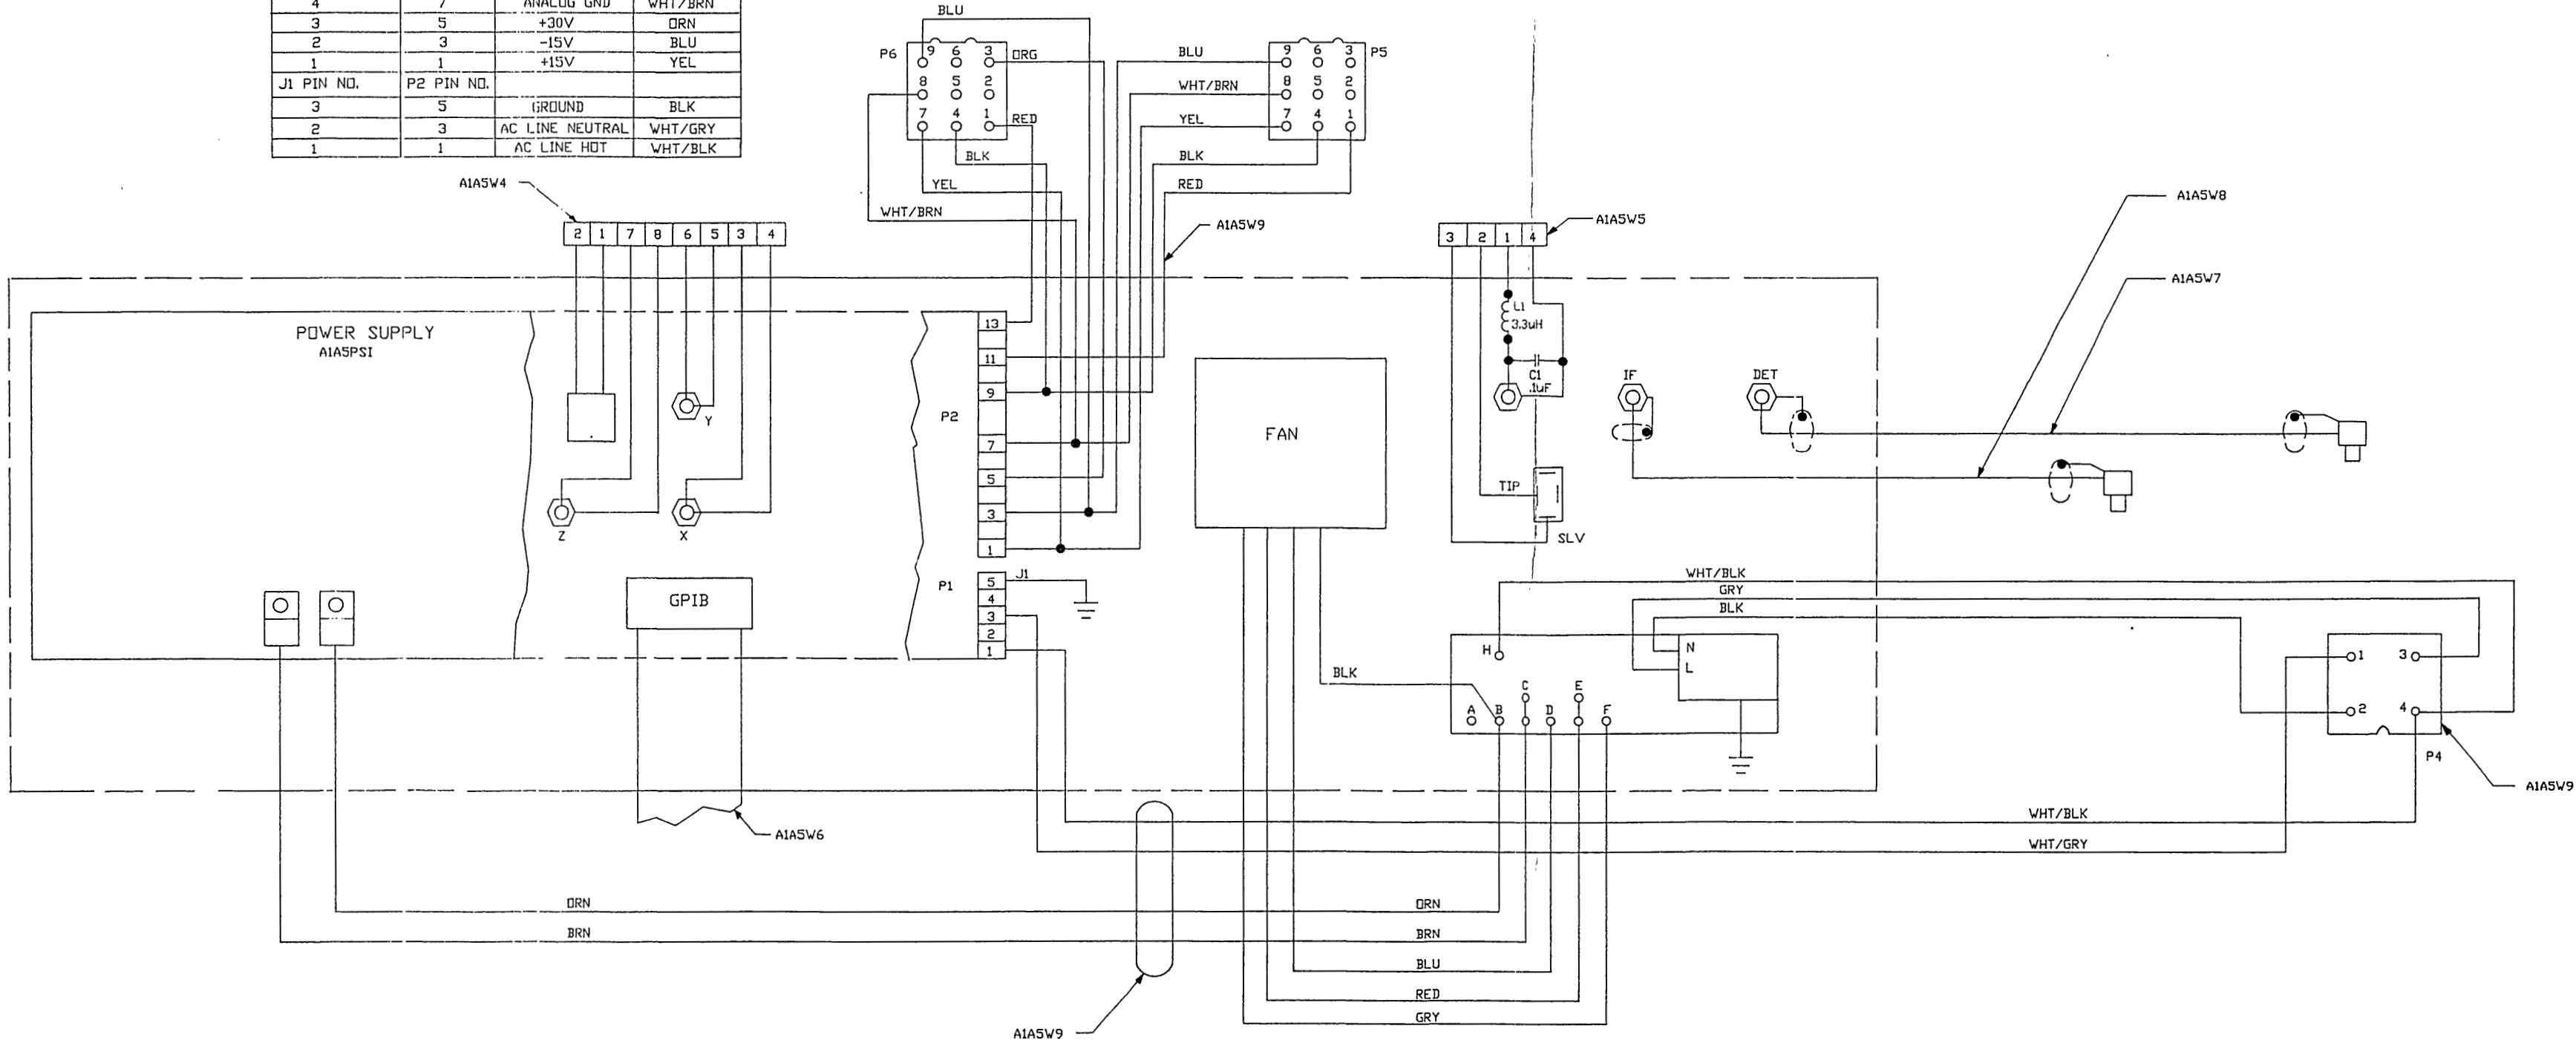 4 7 ANALOG GND WHT/BRN
3 5 +30V ORN
2 3 -15V BLU
1 1 +15V YEL
J1 PIN NO. P2 PIN NO.
3 5 GROUND BLK
2 3 AC LINE NEUTRAL WHT/GRY
1 1 AC LINE HOT WHT/BLK
BLU
P6 9 6 3 ORG
8 5 2
7 4 1 RED
BLK
YEL
WHT/BRN
BLU 9 6 3 P5
WHT/BRN 8 5 2
YEL 7 4 1
BLK
RED
A1A5W4
2 1 7 8 6 5 3 4
A1A5W9
3 2 1 4
A1A5W5
A1A5W8
A1A5W7
POWER SUPPLY
A1A5PSI
Y
Z
X
GPIB
A1A5W6
P2
13
11
9
7
5
3
1
P1
J1
5
4
3
2
1
FAN
L1
3.3uH
C1
.1uF
TIP
SLV
IF
DET
WHT/BLK
GRY
BLK
H
N
L
BLK
A B C D E F
1 3
2 4
P4
A1A5W9
WHT/BLK
WHT/GRY
ORN ORN
BRN BRN
BLU
RED
GRY
A1A5W9